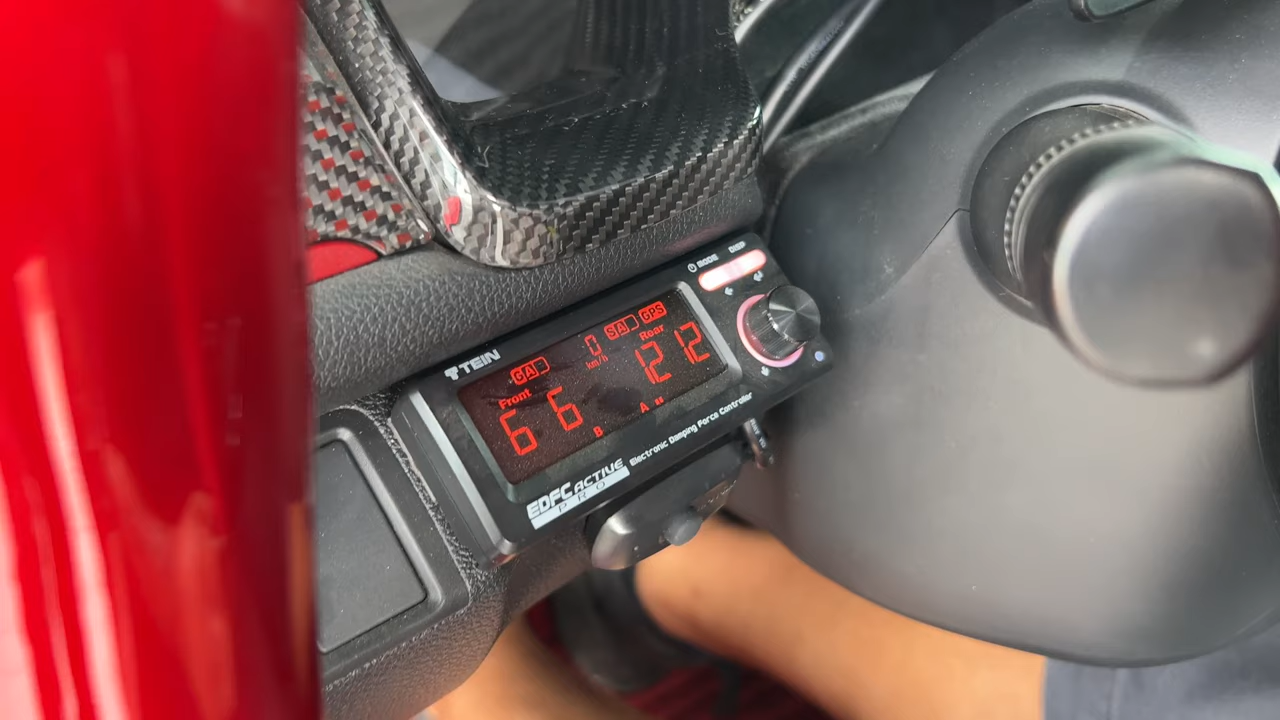 MODE DISP
TEIN
GA 0 km/h SA GPS
Front Rear
6 6 12 12
B A M
EDFC ACTIVE Electronic Damping Force Controller
PRO